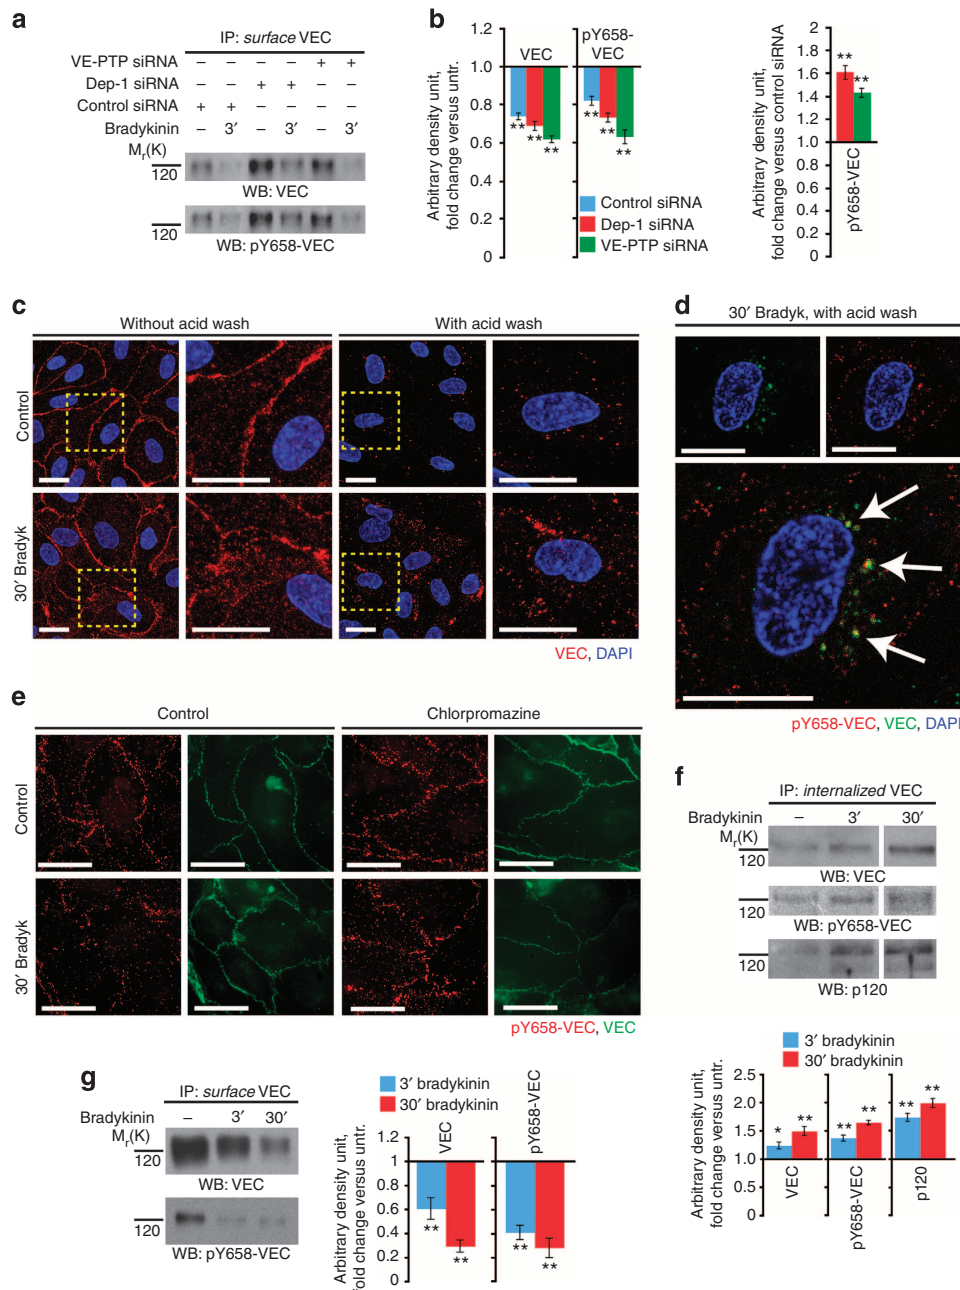 a
IP: surface VEC
VE-PTP siRNA – – – – + +
Dep-1 siRNA – – + + – –
Control siRNA + + – – – –
Bradykinin – 3′ – 3′ – 3′
Mr(K)
120
WB: VEC
120
WB: pY658-VEC
b
Arbitrary density unit,
fold change versus untr.
1.2
1
0.8
0.6
0.4
0.2
0
VEC
pY658-
VEC
** ** **
** ** **
Control siRNA
Dep-1 siRNA
VE-PTP siRNA
Arbitrary density unit,
fold change versus control siRNA
2
1.8
1.6
1.4
1.2
1
0.8
0.6
0.4
0.2
0
** **
pY658-VEC
c
Without acid wash
With acid wash
Control
30′ Bradyk
VEC, DAPI
d
30′ Bradyk, with acid wash
pY658-VEC, VEC, DAPI
e
Control
Chlorpromazine
Control
30′ Bradyk
pY658-VEC, VEC
f
IP: internalized VEC
Bradykinin – 3′ 30′
Mr(K)
120
WB: VEC
120
WB: pY658-VEC
120
WB: p120
3′ bradykinin
30′ bradykinin
Arbitrary density unit,
fold change versus untr.
2.5
2.0
1.5
1.0
0.5
0
* **
** **
** **
VEC
pY658-VEC
p120
g
IP: surface VEC
Bradykinin – 3′ 30′
Mr(K)
120
WB: VEC
120
WB: pY658-VEC
3′ bradykinin
30′ bradykinin
Arbitrary density unit,
fold change versus untr.
1
0.8
0.6
0.4
0.2
0
VEC
pY658-VEC
** **
** **